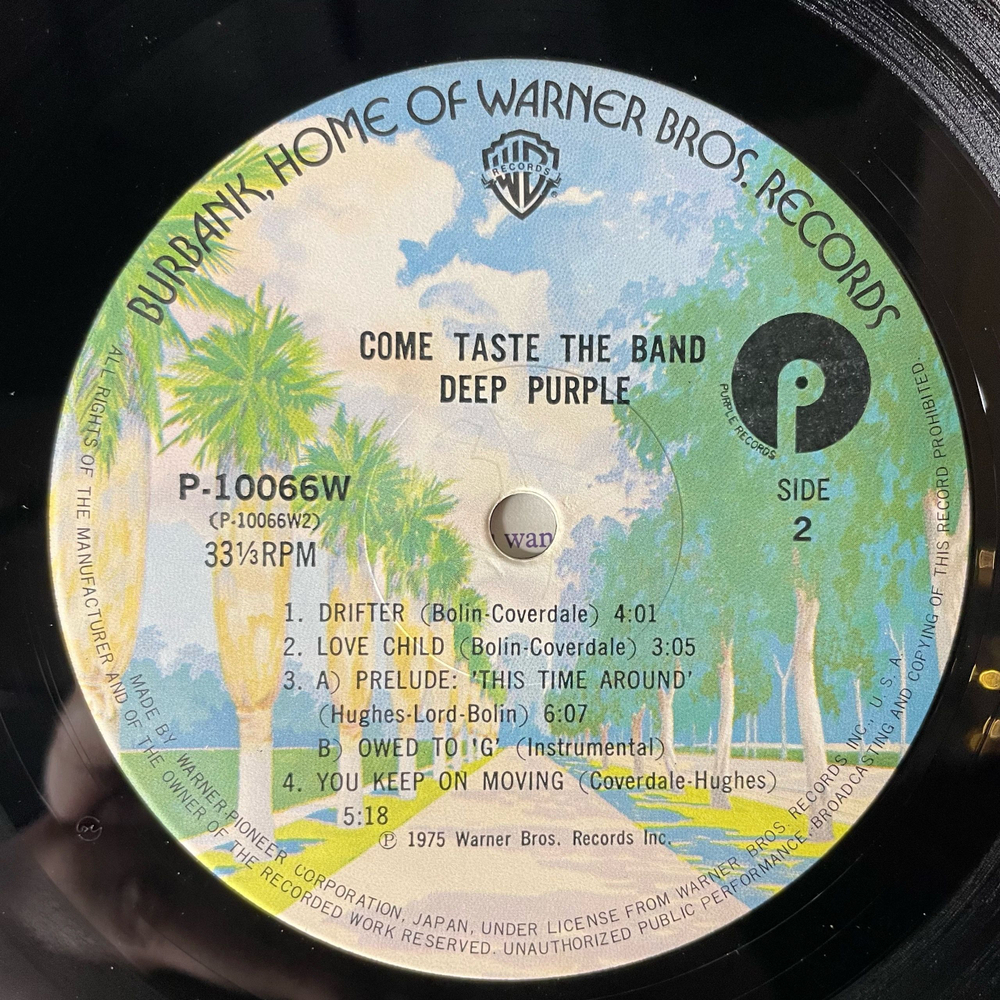 BURBANK, HOME OF WARNER BROS. RECORDS
WB
RECORDS
®
COME TASTE THE BAND
DEEP PURPLE
PURPLE RECORDS
P-10066W
(P-10066W2)
33⅓RPM
SIDE
2
wan
1. DRIFTER (Bolin-Coverdale) 4:01
2. LOVE CHILD (Bolin-Coverdale) 3:05
3. A) PRELUDE: 'THIS TIME AROUND'
(Hughes-Lord-Bolin) 6:07
B) OWED TO 'G' (Instrumental)
4. YOU KEEP ON MOVING (Coverdale-Hughes)
5:18
Ⓟ 1975 Warner Bros. Records Inc.
MADE BY WARNER-PIONEER CORPORATION, JAPAN, UNDER LICENSE FROM WARNER BROS. RECORDS INC., U.S.A.
ALL RIGHTS OF THE MANUFACTURER AND OF THE OWNER OF THE RECORDED WORK RESERVED. UNAUTHORIZED PUBLIC PERFORMANCE, BROADCASTING AND COPYING OF THIS RECORD PROHIBITED.